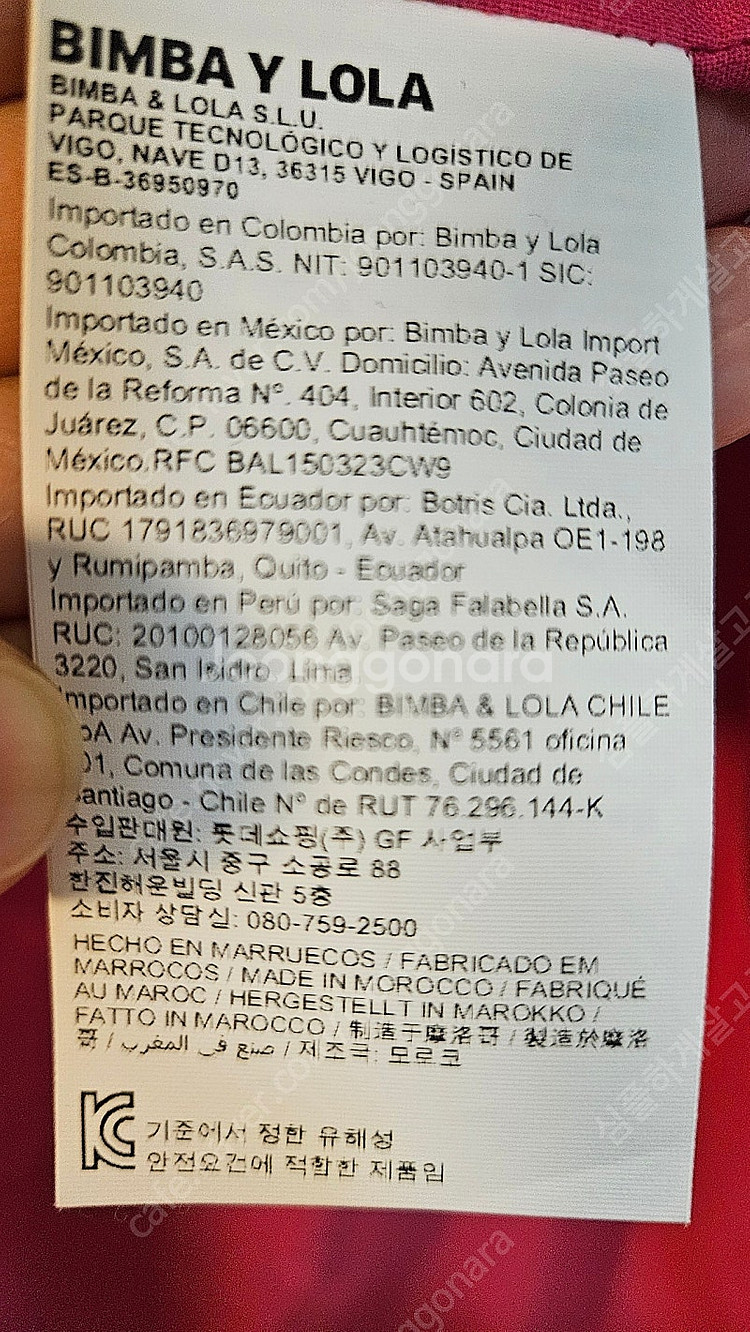 BIMBA Y LOLA
BIMBA & LOLA S.L.U.
PARQUE TECNOLÓGICO Y LOGÍSTICO DE
VIGO, NAVE D13, 36315 VIGO - SPAIN
ES-B-36950970
Importado en Colombia por: Bimba y Lola
Colombia, S.A.S. NIT: 901103940-1 SIC:
901103940
Importado en México por: Bimba y Lola Import
México, S.A. de C.V. Domicilio: Avenida Paseo
de la Reforma Nº. 404, Interior 602, Colonia de
Juárez, C.P. 06600, Cuauhtémoc, Ciudad de
México.RFC BAL150323CW9
Importado en Ecuador por: Botris Cia. Ltda.,
RUC 1791836979001, Av. Atahualpa OE1-198
y Rumipamba, Quito - Ecuador
Importado en Perú por: Saga Falabella S.A.
RUC: 20100128056 Av. Paseo de la República
3220, San Isidro, Lima
Importado en Chile por: BIMBA & LOLA CHILE
Av. Presidente Riesco, Nº 5561 oficina
01, Comuna de las Condes, Ciudad de
Santiago - Chile Nº de RUT 76.296.144-K
수입판매원: 롯데쇼핑(주) GF 사업부
주소: 서울시 중구 소공로 88
한진해운빌딩 신관 5층
소비자 상담실: 080-759-2500
HECHO EN MARRUECOS / FABRICADO EM
MARROCOS / MADE IN MOROCCO / FABRIQUÉ
AU MAROC / HERGESTELLT IN MAROKKO /
FATTO IN MAROCCO / 制造于摩洛哥 / 製造於摩洛
哥 / صنع في المغرب / 제조국: 모로코
KC 기준에서 정한 유해성
안전요건에 적합한 제품임